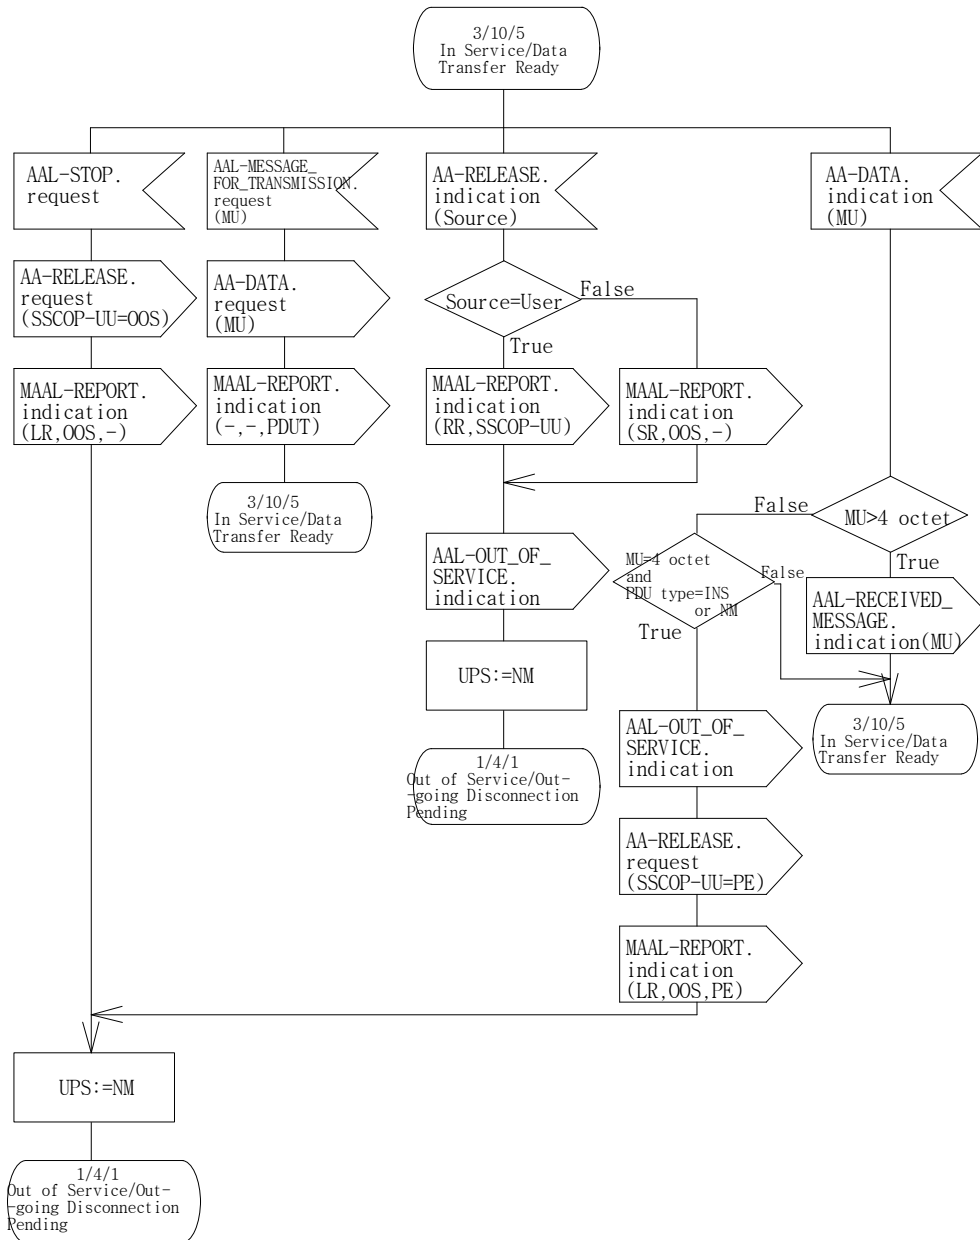 3/10/5
In Service/Data
Transfer Ready
AAL-STOP.
request
AAL-MESSAGE_
FOR_TRANSMISSION.
request
(MU)
AA-RELEASE.
indication
(Source)
AA-DATA.
indication
(MU)
AA-RELEASE.
request
(SSCOP-UU=OOS)
AA-DATA.
request
(MU)
Source=User
False
True
MAAL-REPORT.
indication
(LR,OOS,-)
MAAL-REPORT.
indication
(-,-,PDUT)
MAAL-REPORT.
indication
(RR,SSCOP-UU)
MAAL-REPORT.
indication
(SR,OOS,-)
3/10/5
In Service/Data
Transfer Ready
False
MU>4 octet
True
AAL-OUT_OF_
SERVICE.
indication
MU=4 octet
and
PDU type=INS
or NM
False
True
AAL-RECEIVED_
MESSAGE.
indication(MU)
UPS:=NM
AAL-OUT_OF_
SERVICE.
indication
3/10/5
In Service/Data
Transfer Ready
1/4/1
Out of Service/Out-
-going Disconnection
Pending
AA-RELEASE.
request
(SSCOP-UU=PE)
MAAL-REPORT.
indication
(LR,OOS,PE)
UPS:=NM
1/4/1
Out of Service/Out-
-going Disconnection
Pending